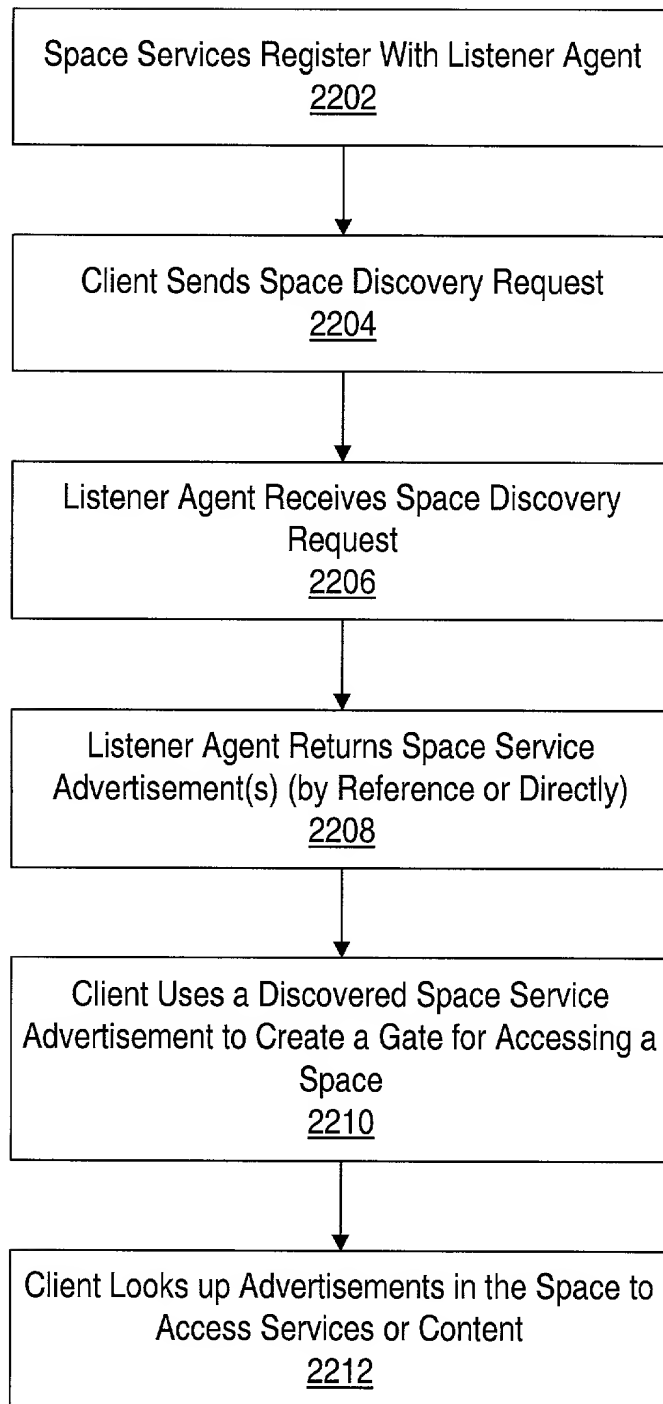 Space Services Register With Listener Agent
2202
Client Sends Space Discovery Request
2204
Listener Agent Receives Space Discovery
Request
2206
Listener Agent Returns Space Service
Advertisement(s) (by Reference or Directly)
2208
Client Uses a Discovered Space Service
Advertisement to Create a Gate for Accessing a
Space
2210
Client Looks up Advertisements in the Space to
Access Services or Content
2212